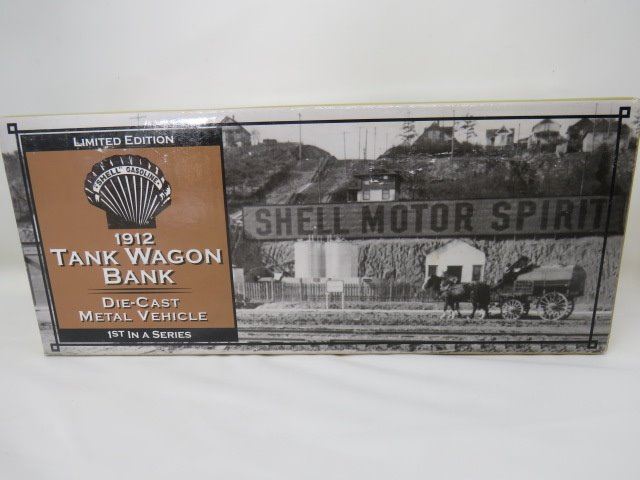 LIMITED EDITION
"SHELL" GASOLINE
1912
TANK WAGON
BANK
DIE-CAST
METAL VEHICLE
1ST IN A SERIES
SHELL MOTOR SPIRIT